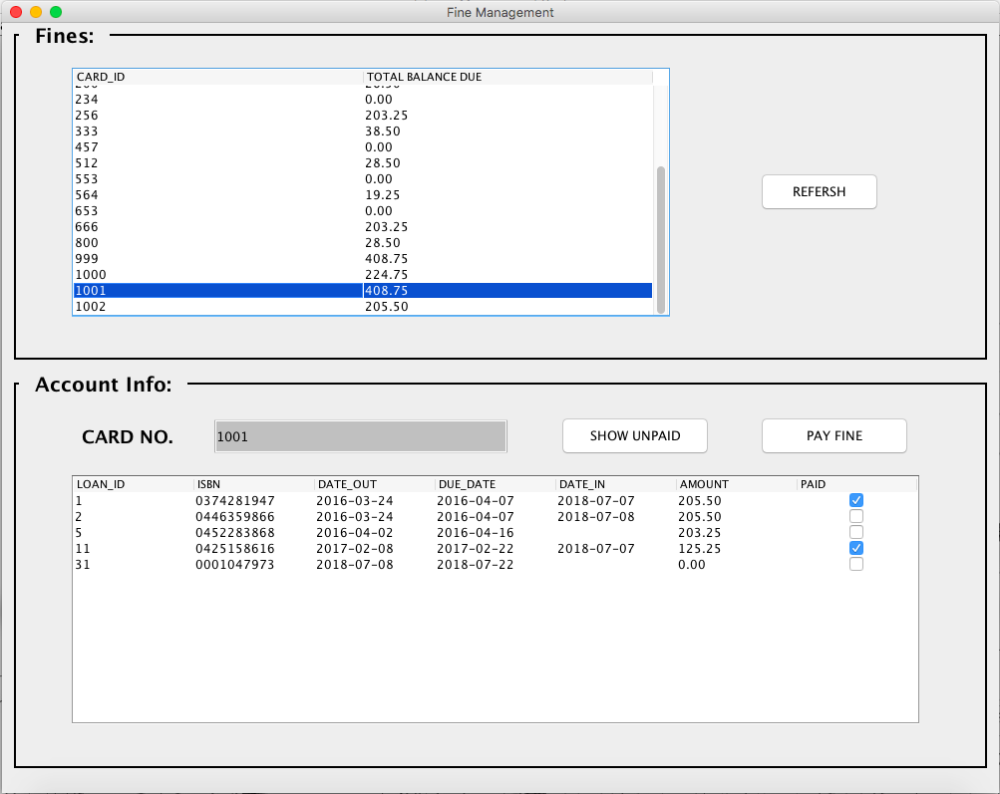 Fine Management
Fines:
CARD_ID TOTAL BALANCE DUE
234 0.00
256 203.25
333 38.50
457 0.00
512 28.50
553 0.00
564 19.25
653 0.00
666 203.25
800 28.50
999 408.75
1000 224.75
1001 408.75
1002 205.50
REFERSH
Account Info:
CARD NO. 1001 SHOW UNPAID PAY FINE
LOAN_ID ISBN DATE_OUT DUE_DATE DATE_IN AMOUNT PAID
1 0374281947 2016-03-24 2016-04-07 2018-07-07 205.50
2 0446359866 2016-03-24 2016-04-07 2018-07-08 205.50
5 0452283868 2016-04-02 2016-04-16 203.25
11 0425158616 2017-02-08 2017-02-22 2018-07-07 125.25
31 0001047973 2018-07-08 2018-07-22 0.00